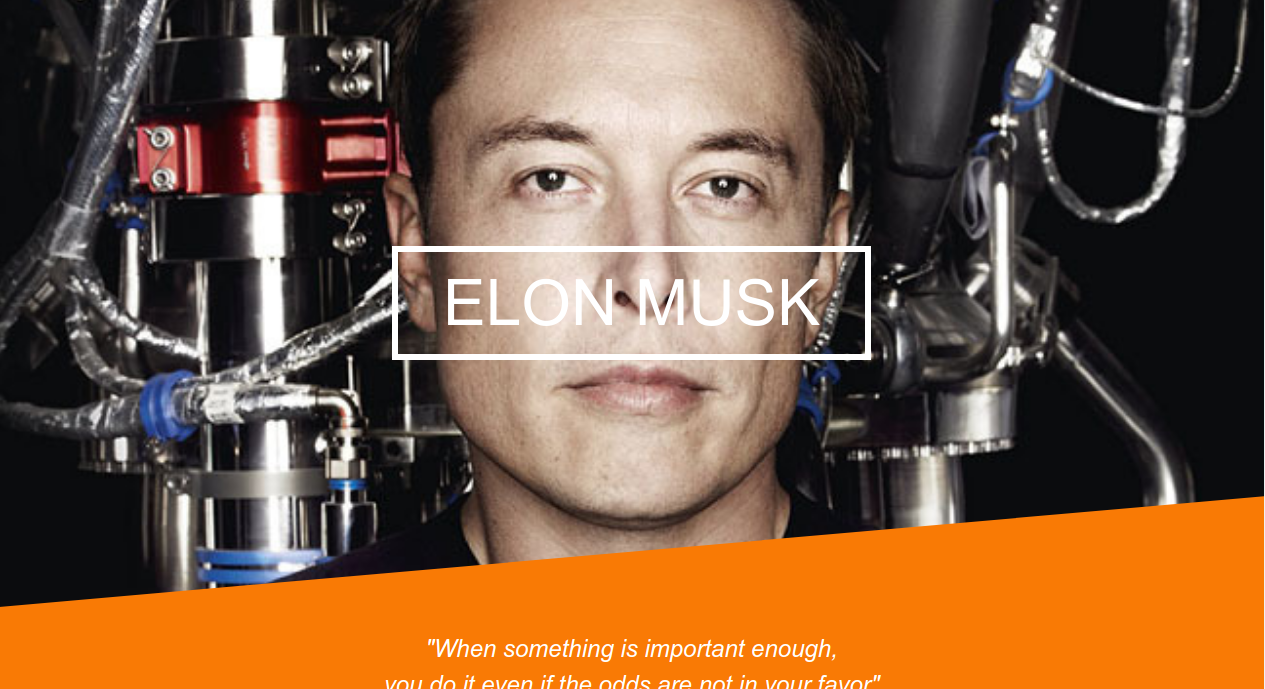 ELON MUSK
"When something is important enough,
you do it even if the odds are not in your favor"